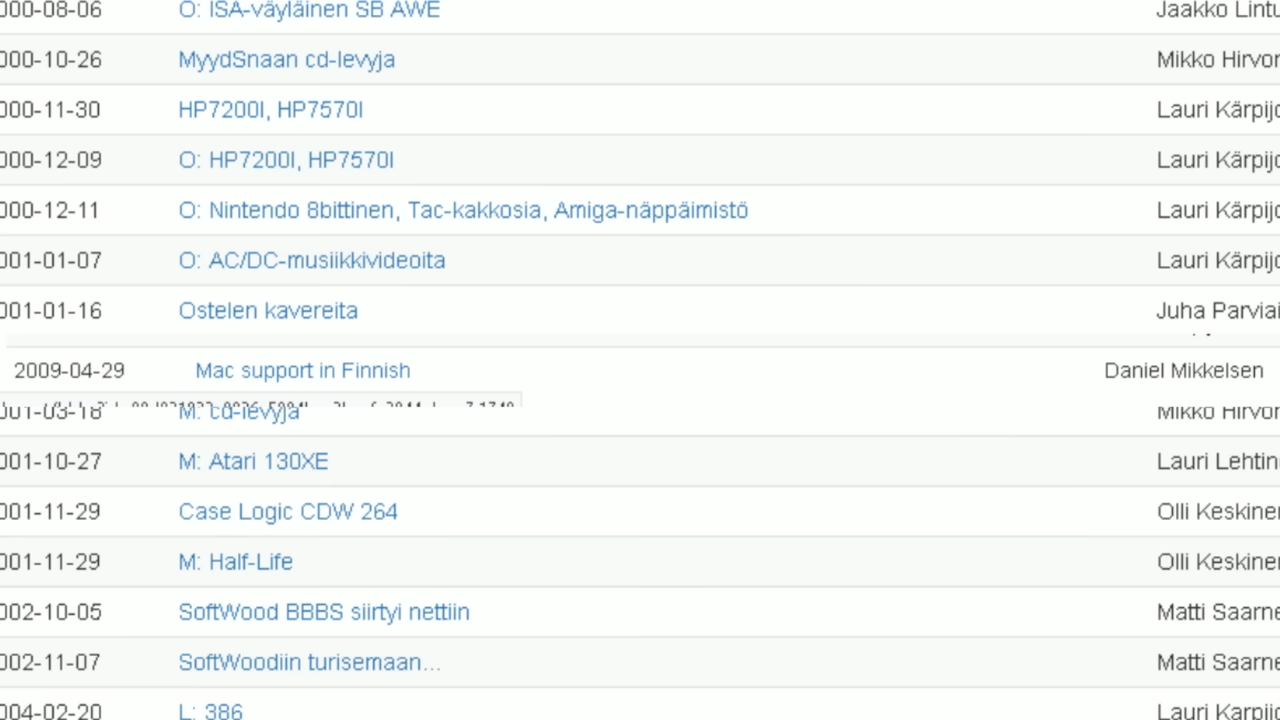 000-08-06 O: ISA-väyläinen SB AWE Jaakko Lintu
000-10-26 MyydSnaan cd-levyja Mikko Hirvor
000-11-30 HP7200I, HP7570I Lauri Kärpijo
000-12-09 O: HP7200I, HP7570I Lauri Kärpijo
000-12-11 O: Nintendo 8bittinen, Tac-kakkosia, Amiga-näppäimistö Lauri Kärpijo
001-01-07 O: AC/DC-musiikkivideoita Lauri Kärpijo
001-01-16 Ostelen kavereita Juha Parviai
2009-04-29 Mac support in Finnish Daniel Mikkelsen
001-03-18 M: cd-levyja Mikko Hirvor
001-10-27 M: Atari 130XE Lauri Lehtin
001-11-29 Case Logic CDW 264 Olli Keskiner
001-11-29 M: Half-Life Olli Keskiner
002-10-05 SoftWood BBBS siirtyi nettiin Matti Saarne
002-11-07 SoftWoodiin turisemaan... Matti Saarne
004-02-20 L: 386 Lauri Karpijo